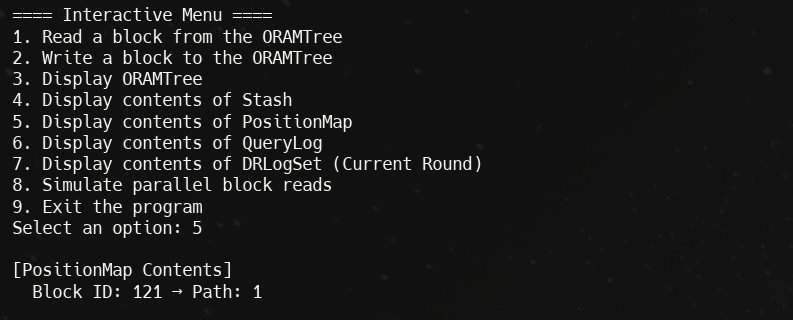 ==== Interactive Menu ====
1. Read a block from the ORAMTree
2. Write a block to the ORAMTree
3. Display ORAMTree
4. Display contents of Stash
5. Display contents of PositionMap
6. Display contents of QueryLog
7. Display contents of DRLogSet (Current Round)
8. Simulate parallel block reads
9. Exit the program
Select an option: 5
[PositionMap Contents]
Block ID: 121 → Path: 1